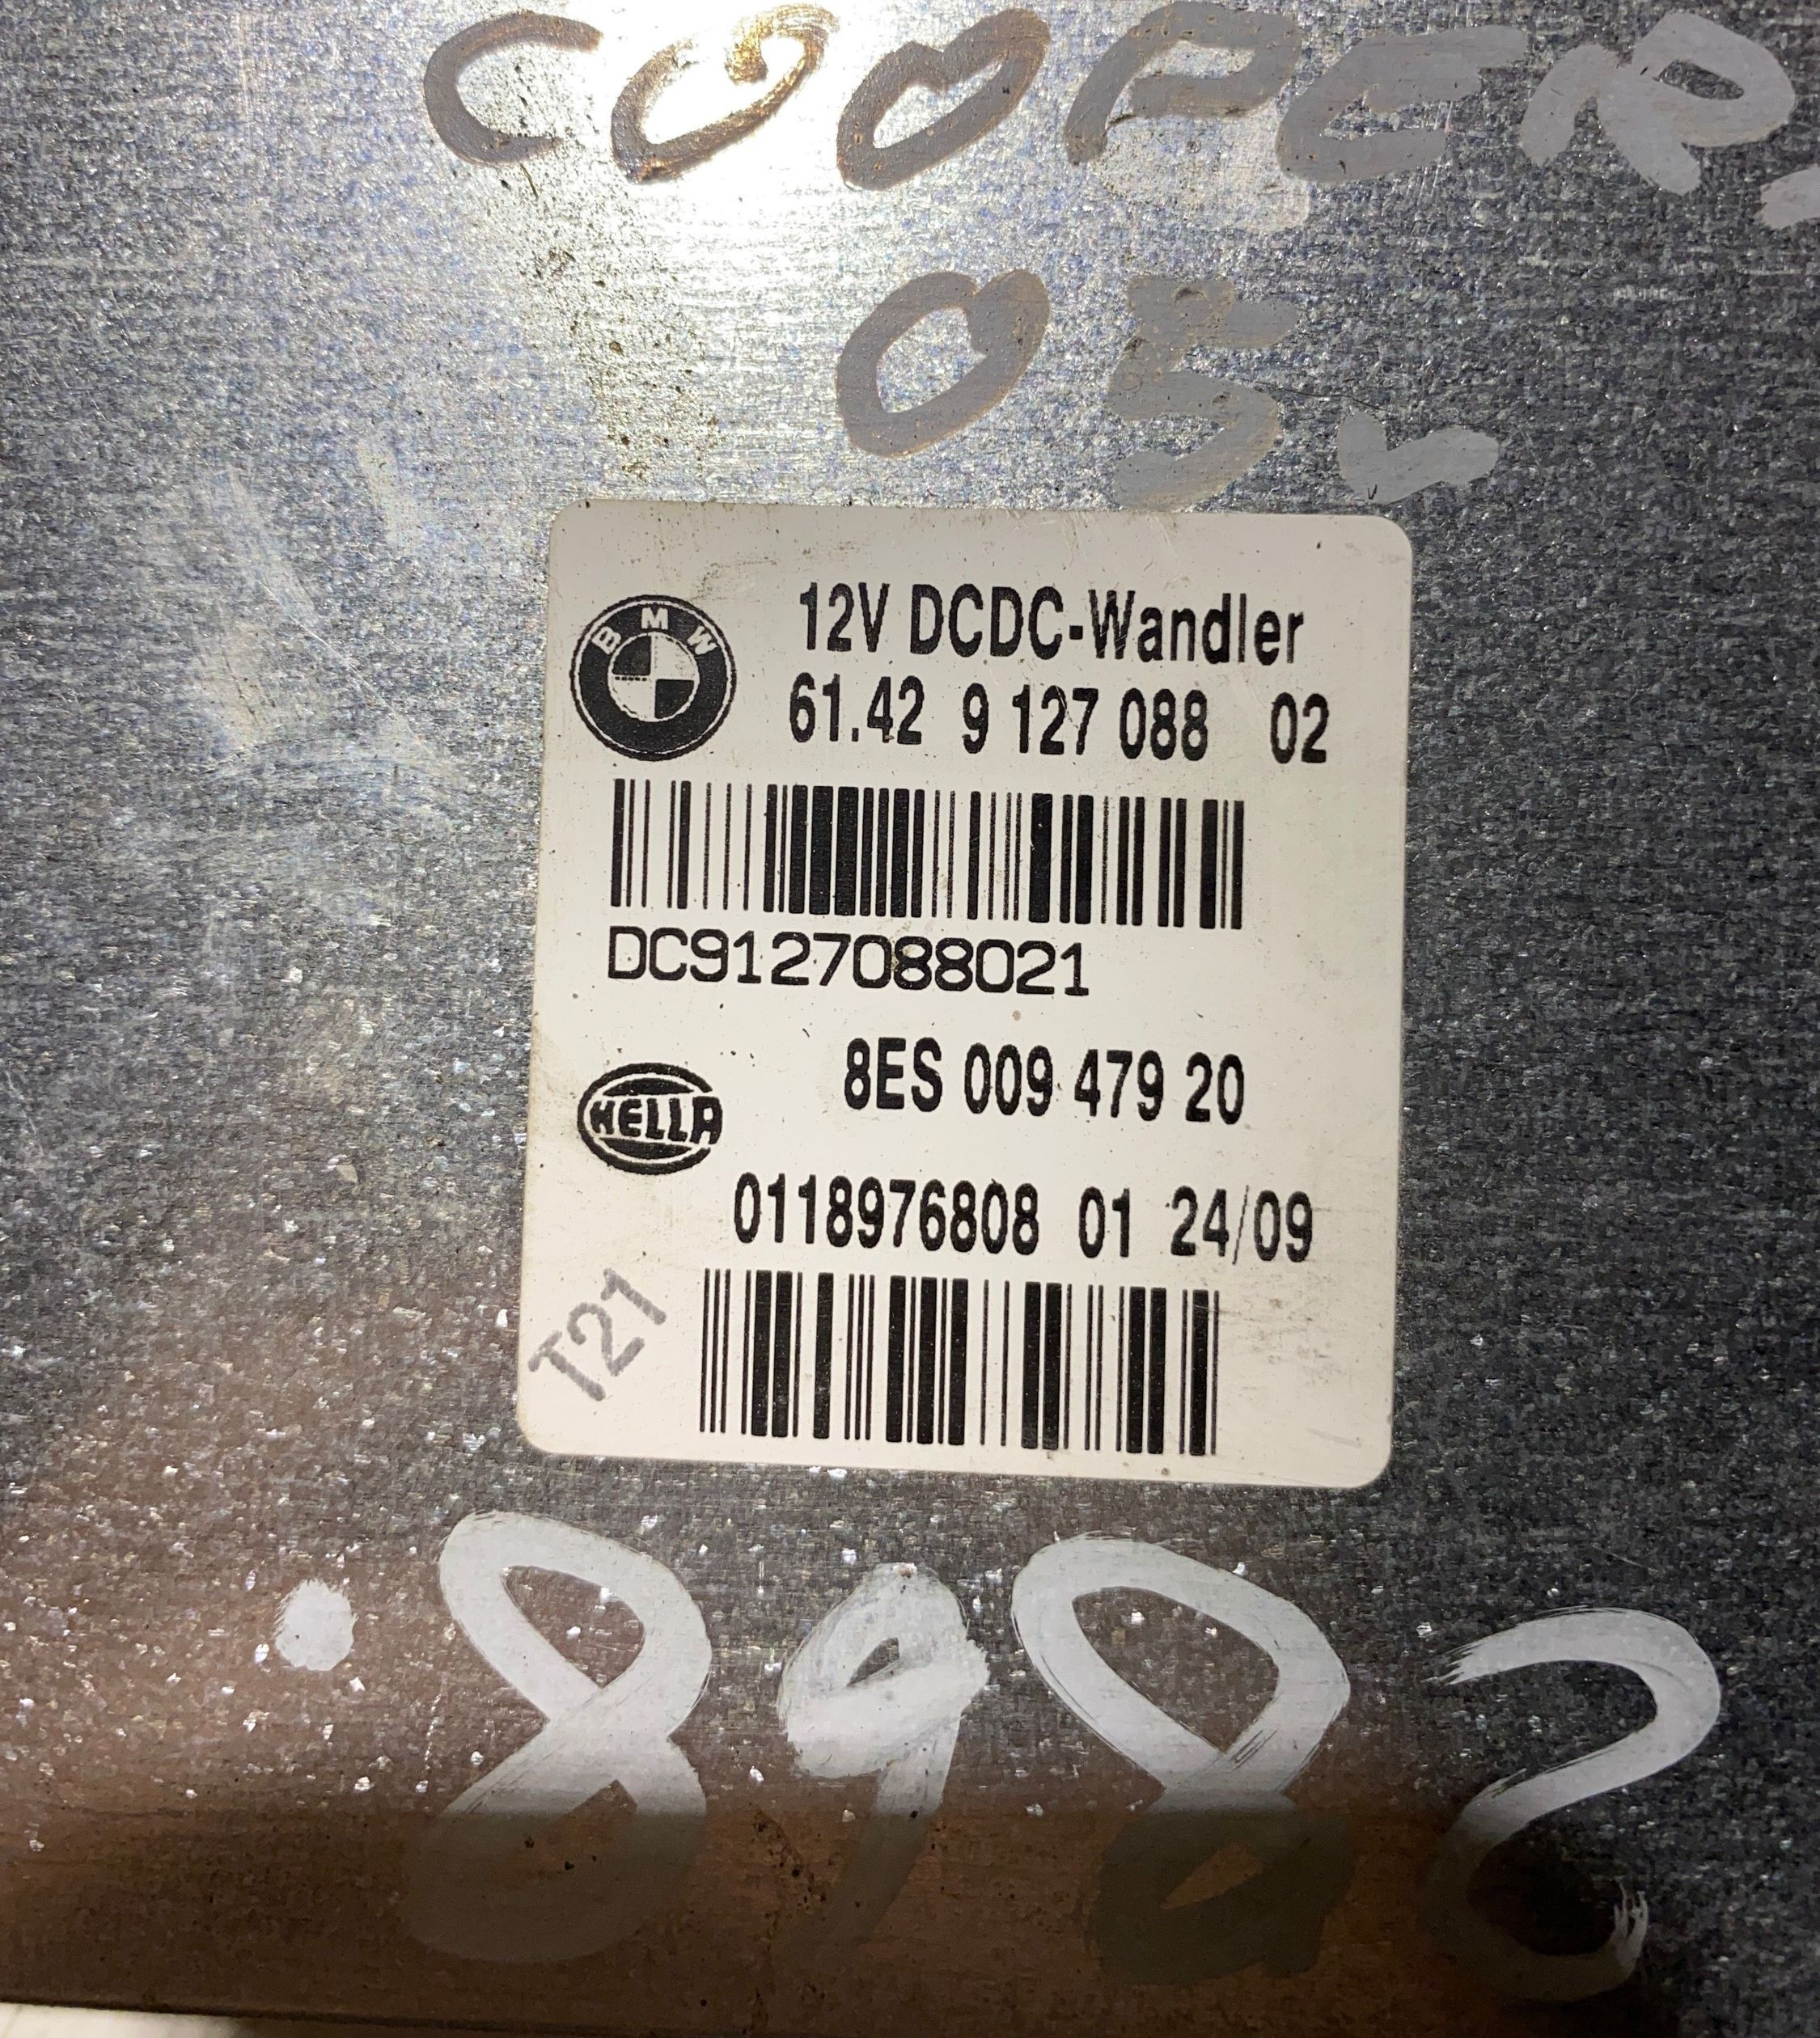 COOPER
05
BMW
12V DCDC-Wandler
61.42 9 127 088 02
DC9127088021
HELLA
8ES 009 479 20
0118976808 01 24/09
T21